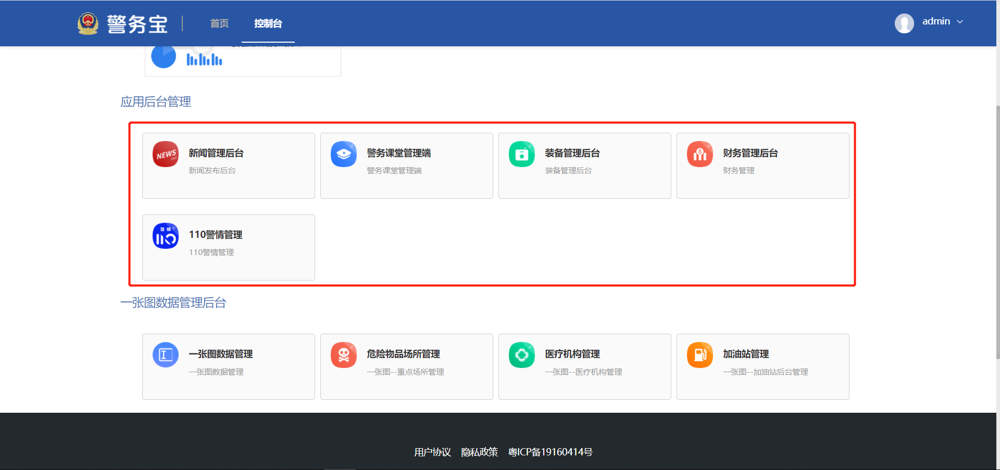 警务宝
首页
控制台
admin
应用后台管理
NEWS
新闻管理后台
新闻发布后台
警务课堂管理端
警务课堂管理端
装备管理后台
装备管理后台
财务管理后台
财务管理
警情
110
110警情管理
110警情管理
一张图数据管理后台
一张图数据管理
一张图数据管理
危险物品场所管理
一张图--重点场所管理
医疗机构管理
一张图--医疗机构管理
加油站管理
一张图--加油站后台管理
用户协议 隐私政策 粤ICP备19160414号